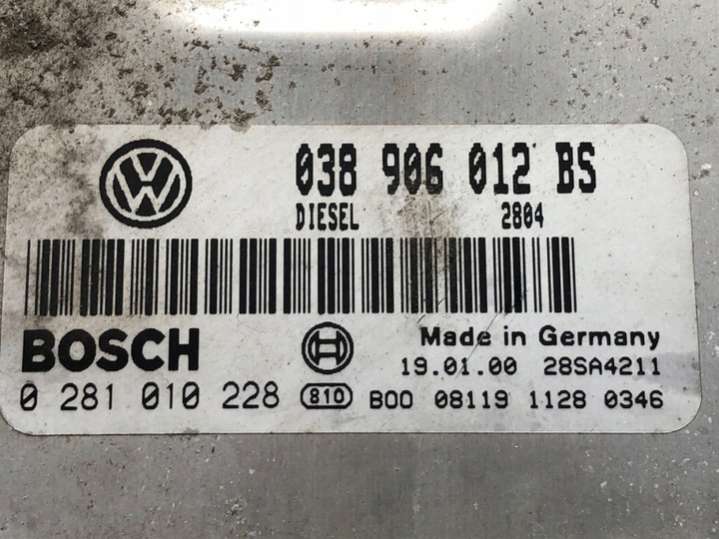 038 906 012 BS
DIESEL 2804
BOSCH Made in Germany
19.01.00 28SA4211
0 281 010 228 810 B00 08119 1128 0346